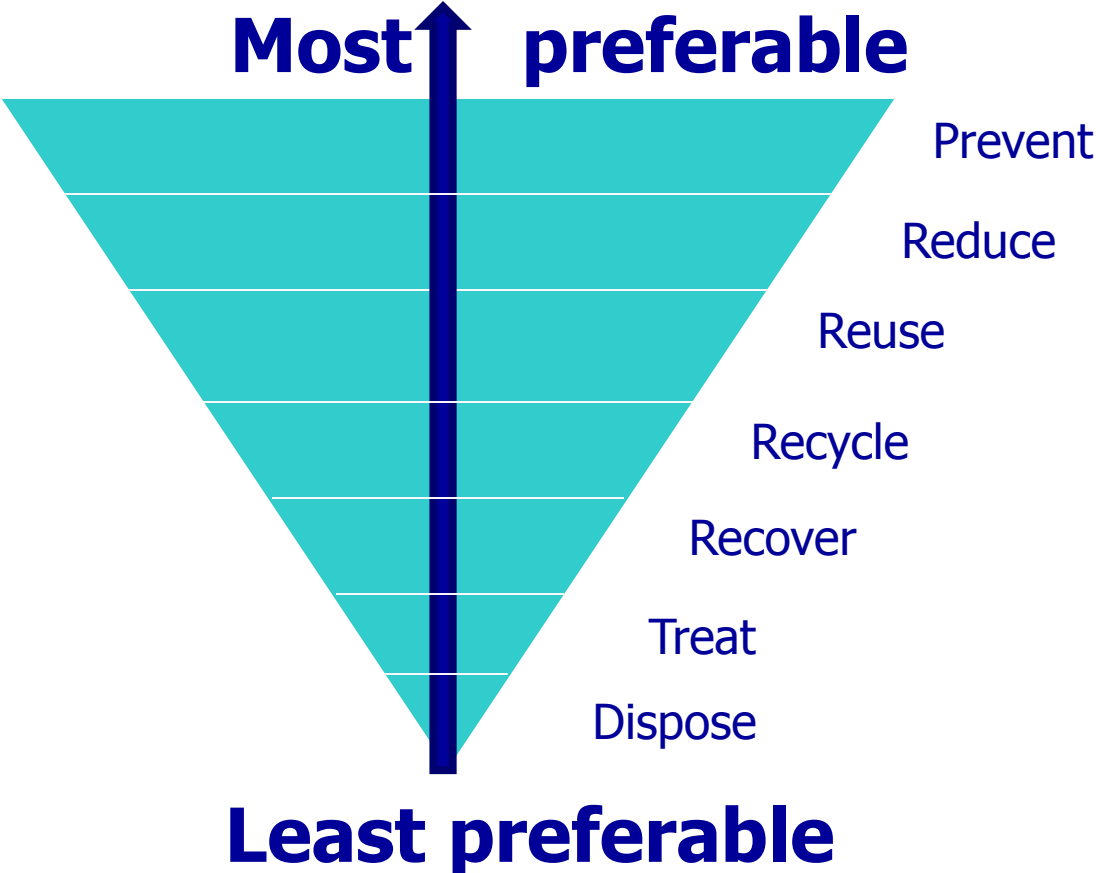 Most preferable
Prevent
Reduce
Reuse
Recycle
Recover
Treat
Dispose
Least preferable